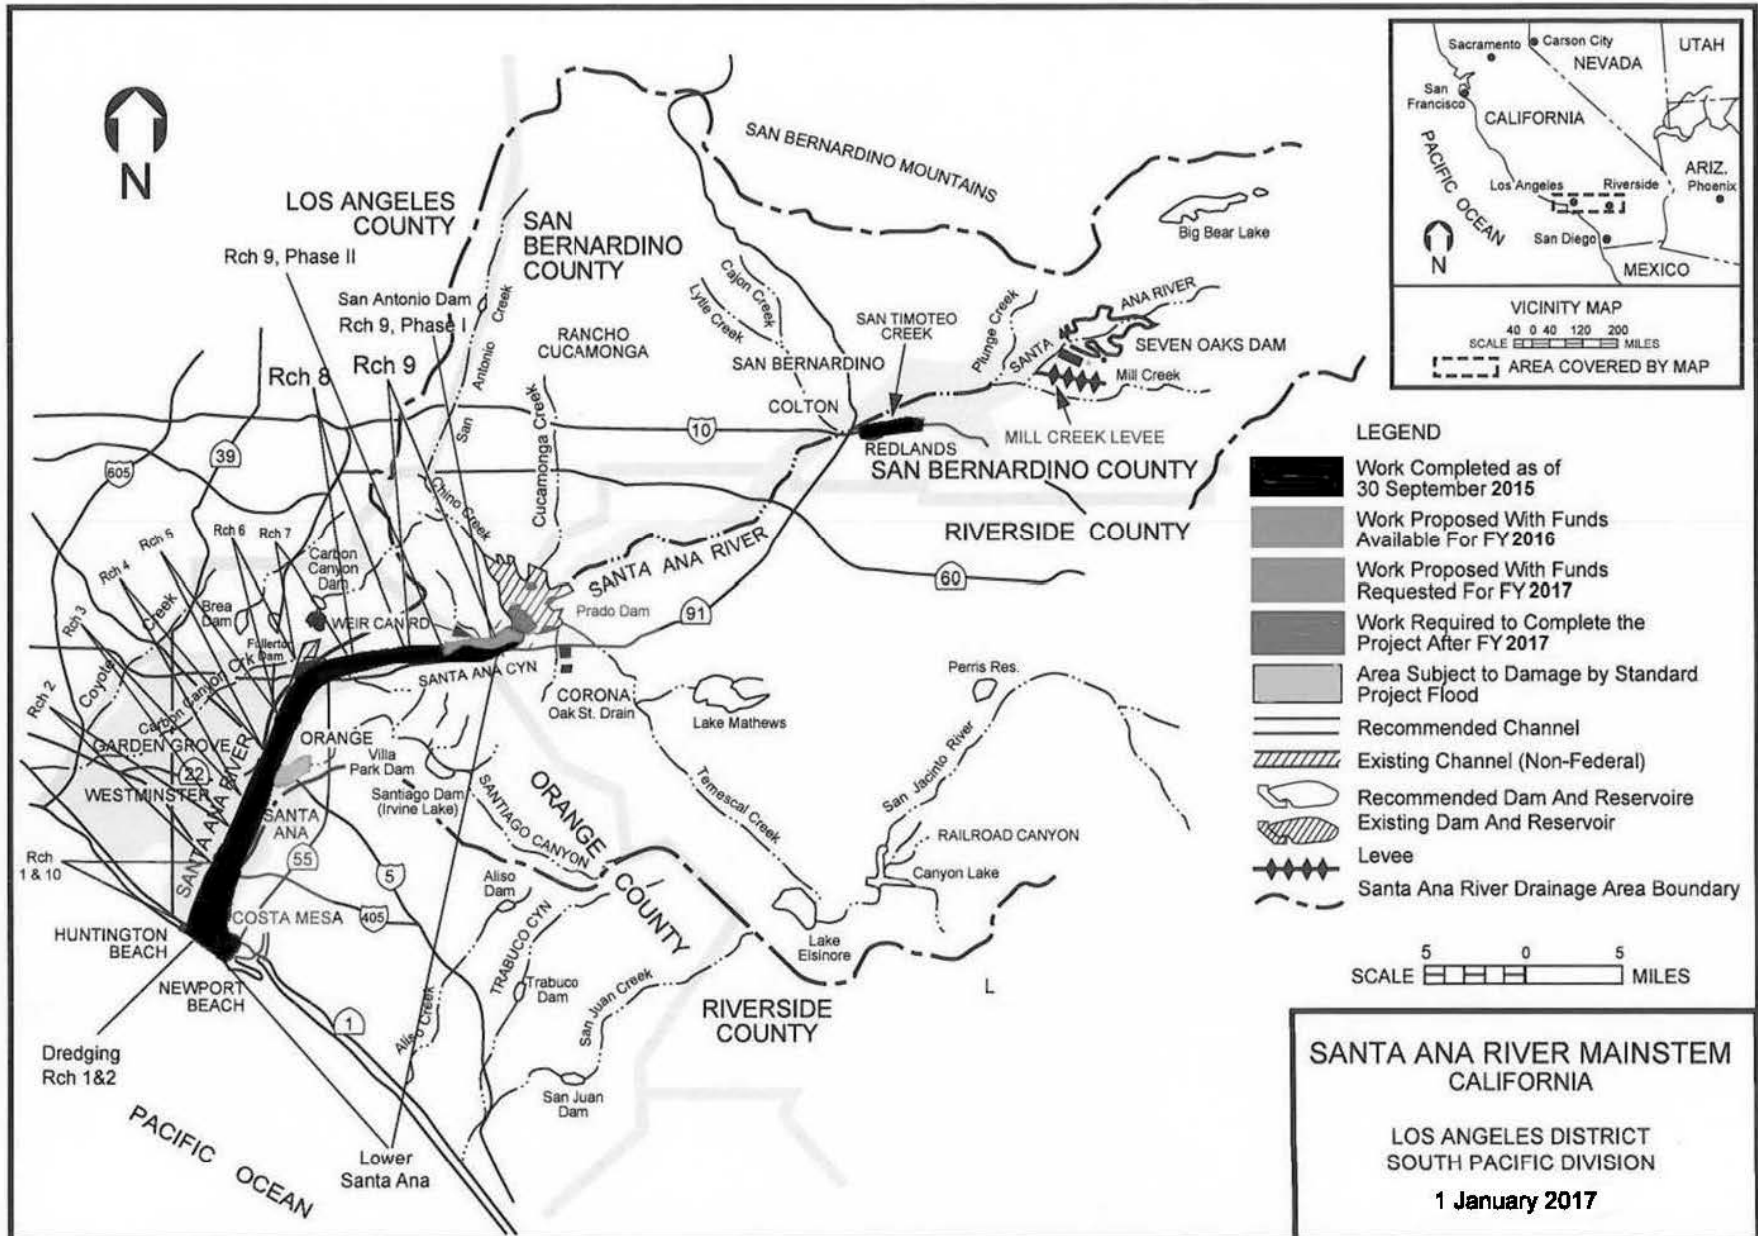 N
LOS ANGELES
COUNTY
Rch 9, Phase II
SAN
BERNARDINO
COUNTY
San Antonio Dam
Rch 9, Phase I
Rch 8
Rch 9
SAN BERNARDINO MOUNTAINS
Big Bear Lake
RANCHO
CUCAMONGA
Cajon Creek
Lytle Creek
SAN BERNARDINO
SAN TIMOTEO
CREEK
Plunge Creek
SANTA
ANA RIVER
SEVEN OAKS DAM
Mill Creek
COLTON
REDLANDS
MILL CREEK LEVEE
SAN BERNARDINO COUNTY
RIVERSIDE COUNTY
San
Antonio
Creek
Cucamonga Creek
Chino Creek
10
39
605
60
91
SANTA ANA RIVER
Rch 6
Rch 7
Rch 5
Rch 4
Rch 3
Rch 2
Carbon
Canyon
Dam
Brea
Dam
Fullerton
Dam
WEIR CAN RD
Prado Dam
Coyote
Creek
Carbon Canyon Crk
SANTA ANA CYN
CORONA
Oak St. Drain
Lake Mathews
Perris Res.
GARDEN GROVE
22
WESTMINSTER
ORANGE
Villa
Park Dam
Santiago Dam
(Irvine Lake)
SANTA
ANA
SANTA ANA RIVER
SANTIAGO CANYON
ORANGE
COUNTY
Temescal Creek
San Jacinto River
RAILROAD CANYON
Canyon Lake
Rch
1 & 10
55
5
405
Aliso
Dam
COSTA MESA
HUNTINGTON
BEACH
NEWPORT
BEACH
TRABUCO CYN
Trabuco
Dam
Aliso Creek
San Juan Creek
Lake
Elsinore
L
RIVERSIDE
COUNTY
1
Dredging
Rch 1&2
San Juan
Dam
PACIFIC OCEAN
Lower
Santa Ana
Sacramento
Carson City
UTAH
NEVADA
San
Francisco
CALIFORNIA
PACIFIC OCEAN
ARIZ.
Los Angeles
Riverside
Phoenix
San Diego
N
MEXICO
VICINITY MAP
40 0 40 120 200
SCALE MILES
AREA COVERED BY MAP
LEGEND
Work Completed as of
30 September 2015
Work Proposed With Funds
Available For FY 2016
Work Proposed With Funds
Requested For FY 2017
Work Required to Complete the
Project After FY 2017
Area Subject to Damage by Standard
Project Flood
Recommended Channel
Existing Channel (Non-Federal)
Recommended Dam And Reservoire
Existing Dam And Reservoir
Levee
Santa Ana River Drainage Area Boundary
5 0 5
SCALE MILES
SANTA ANA RIVER MAINSTEM
CALIFORNIA
LOS ANGELES DISTRICT
SOUTH PACIFIC DIVISION
1 January 2017